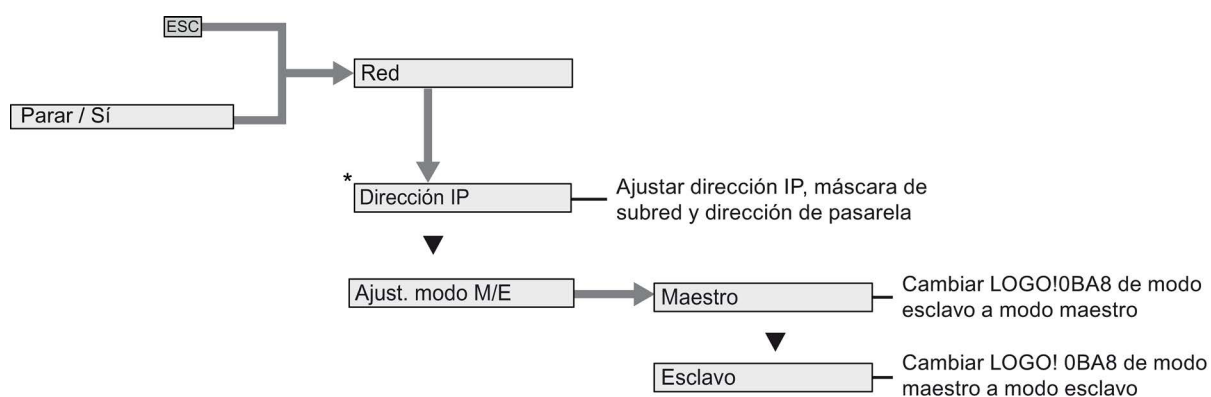 ESC
Red
Parar / Sí
*
Dirección IP
Ajustar dirección IP, máscara de
subred y dirección de pasarela
Ajust. modo M/E
Maestro
Cambiar LOGO!0BA8 de modo
esclavo a modo maestro
Esclavo
Cambiar LOGO! 0BA8 de modo
maestro a modo esclavo